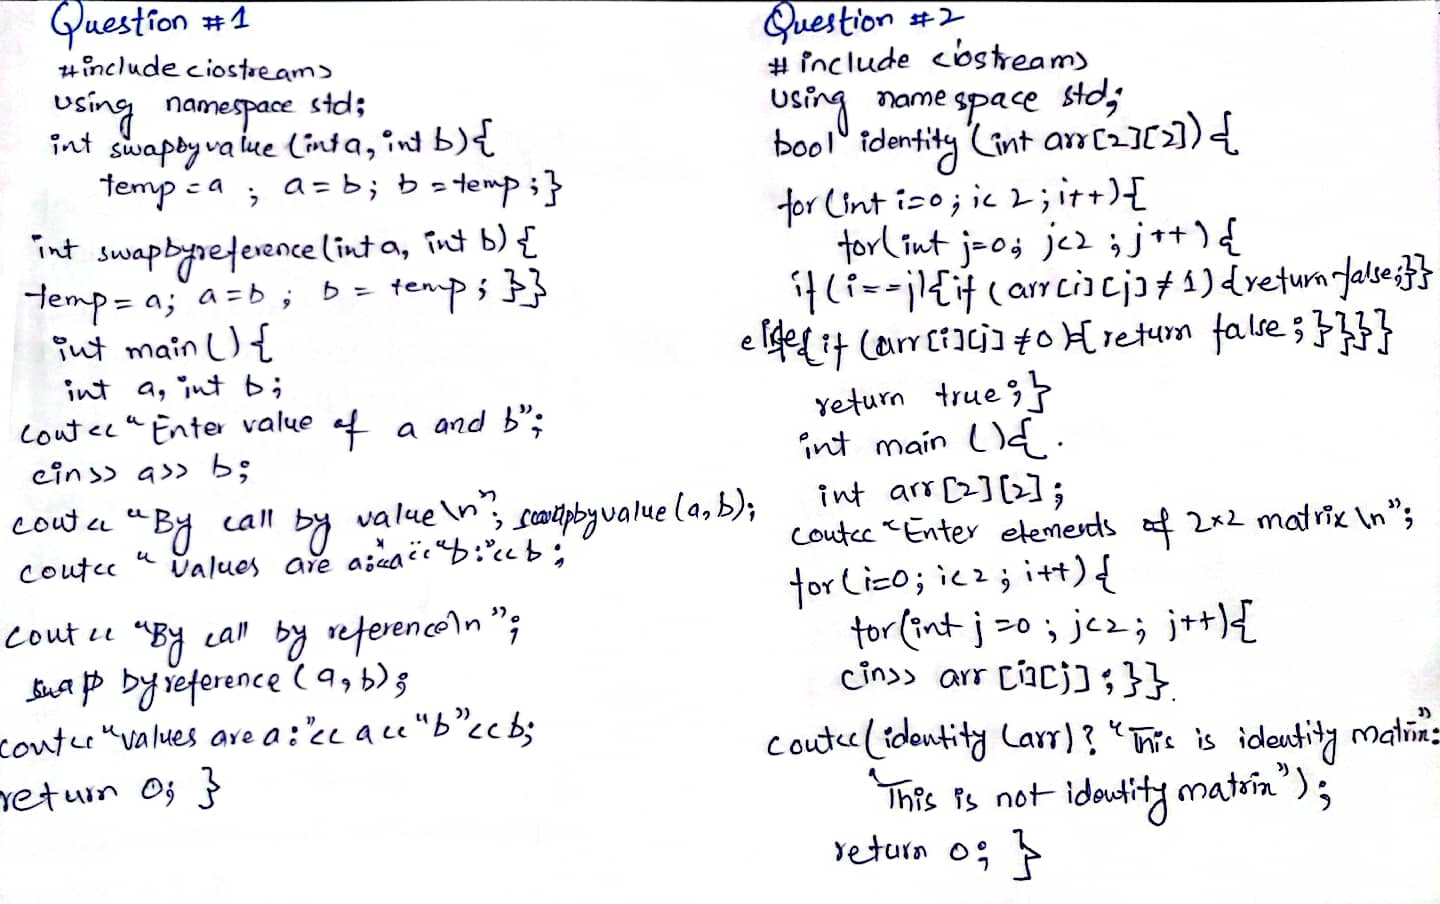 Question #1
#include <iostream>
using namespace std;
int swapbyvalue (int a, int b){
temp = a ; a = b; b = temp;}
int swapbyreference (int a, int b) {
temp = a; a = b ; b = temp; }}
int main () {
int a, int b;
cout << "Enter value of a and b";
cin >> a >> b;
cout << "By call by value \n"; swapbyvalue (a, b);
cout << "Values are a:"<<a<<"b:"<< b ;
cout << "By call by reference\n";
swap by reference (a, b);
cout << "values are a:"<< a << "b"<< b;
return 0; }
Question #2
# include <iostream>
using name space std;
bool identity (int arr [2][2]) {
for (int i=0; i< 2; i++){
for (int j=0; j<2 ; j++) {
if (i==j){if (arr[i][j] ≠ 1) {return false;}}
else{ if (arr[i][j] ≠ 0 ){ return false ; }}}}
return true ; }
int main () {
int arr [2] [2] ;
cout<< "Enter elements of 2×2 matrix \n";
for (i=0; i<2 ; i++) {
for (int j =0 ; j<2; j++){
cin>> arr [i][j] ; }}
cout<< (identity (arr) ? "This is identity matrix":
"This is not identity matrix") ;
return 0; }